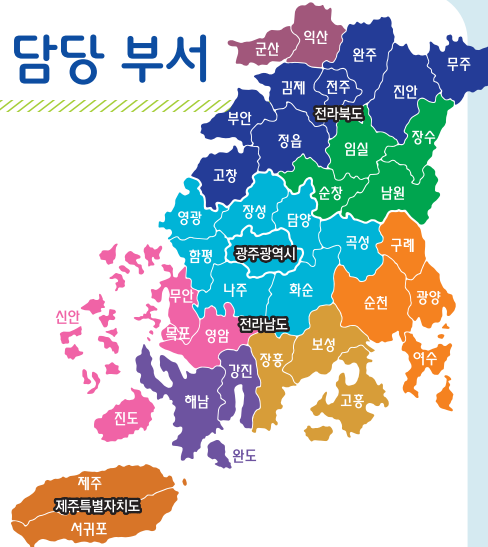 담당 부서
군산
익산
완주
무주
김제
전주
진안
부안
전라북도
정읍
임실
장수
고창
순창
남원
영광
장성
담양
함평
광주광역시
곡성
구례
무안
나주
화순
순천
광양
신안
목포
영암
전라남도
장흥
보성
여수
강진
해남
고흥
진도
완도
제주
제주특별자치도
서귀포